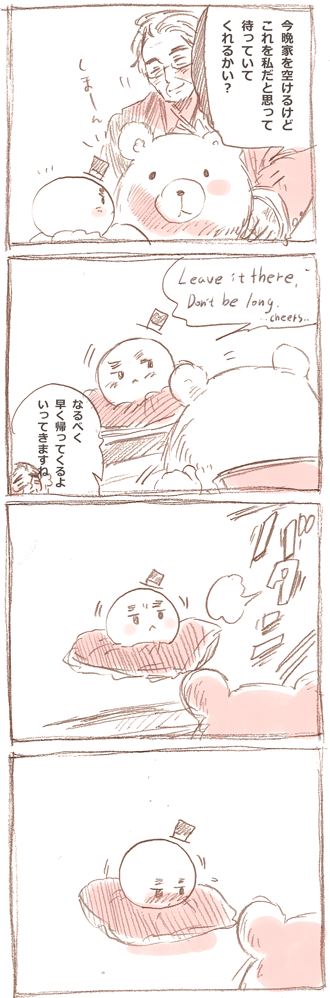 今晩家を空けるけど
これを私だと思って
待っていて
くれるかい?
しまーん
Leave it there,
Don't be long.
...cheers..
なるべく
早く帰ってくるよ
いってきますね